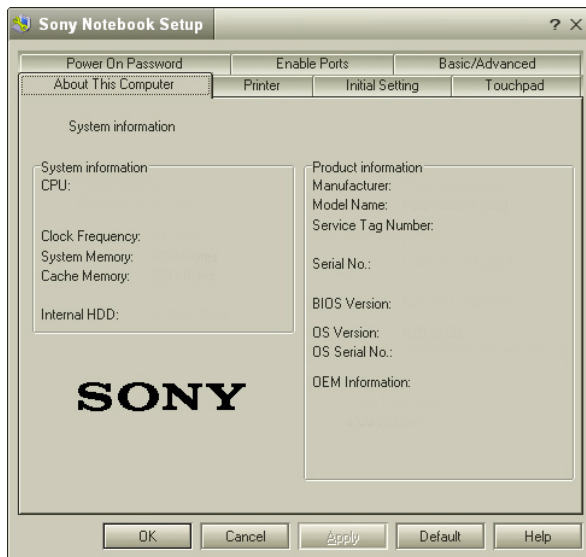 Sony Notebook Setup
Power On Password
Enable Ports
Basic/Advanced
About This Computer
Printer
Initial Setting
Touchpad
System information
System information
CPU:
Clock Frequency:
System Memory:
Cache Memory:
Internal HDD:
Product information
Manufacturer:
Model Name:
Service Tag Number:
Serial No.:
BIOS Version:
OS Version:
OS Serial No.:
OEM Information:
SONY
OK
Cancel
Apply
Default
Help